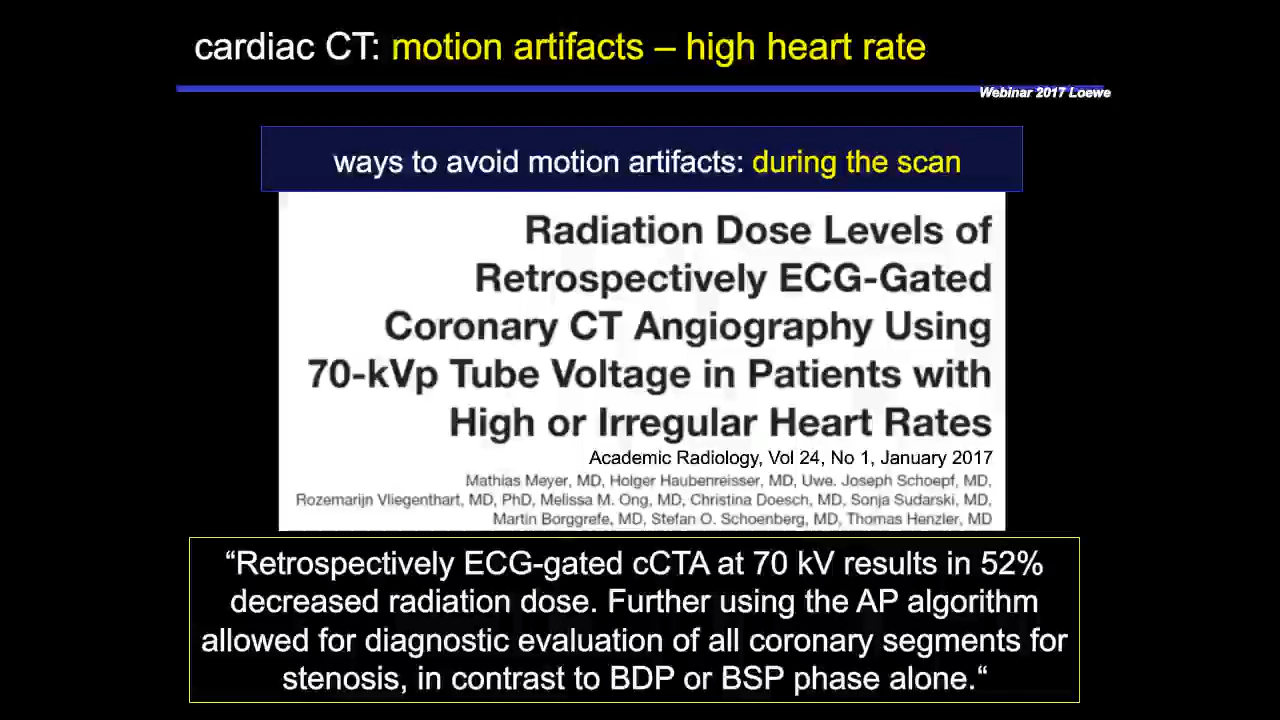 cardiac CT: motion artifacts – high heart rate
Webinar 2017 Loewe
ways to avoid motion artifacts: during the scan
Radiation Dose Levels of
Retrospectively ECG-Gated
Coronary CT Angiography Using
70-kVp Tube Voltage in Patients with
High or Irregular Heart Rates
Academic Radiology, Vol 24, No 1, January 2017
Mathias Meyer, MD, Holger Haubenreisser, MD, Uwe. Joseph Schoepf, MD,
Rozemarijn Vliegenthart, MD, PhD, Melissa M. Ong, MD, Christina Doesch, MD, Sonja Sudarski, MD,
Martin Borggrefe, MD, Stefan O. Schoenberg, MD, Thomas Henzler, MD
“Retrospectively ECG-gated cCTA at 70 kV results in 52%
decreased radiation dose. Further using the AP algorithm
allowed for diagnostic evaluation of all coronary segments for
stenosis, in contrast to BDP or BSP phase alone.“